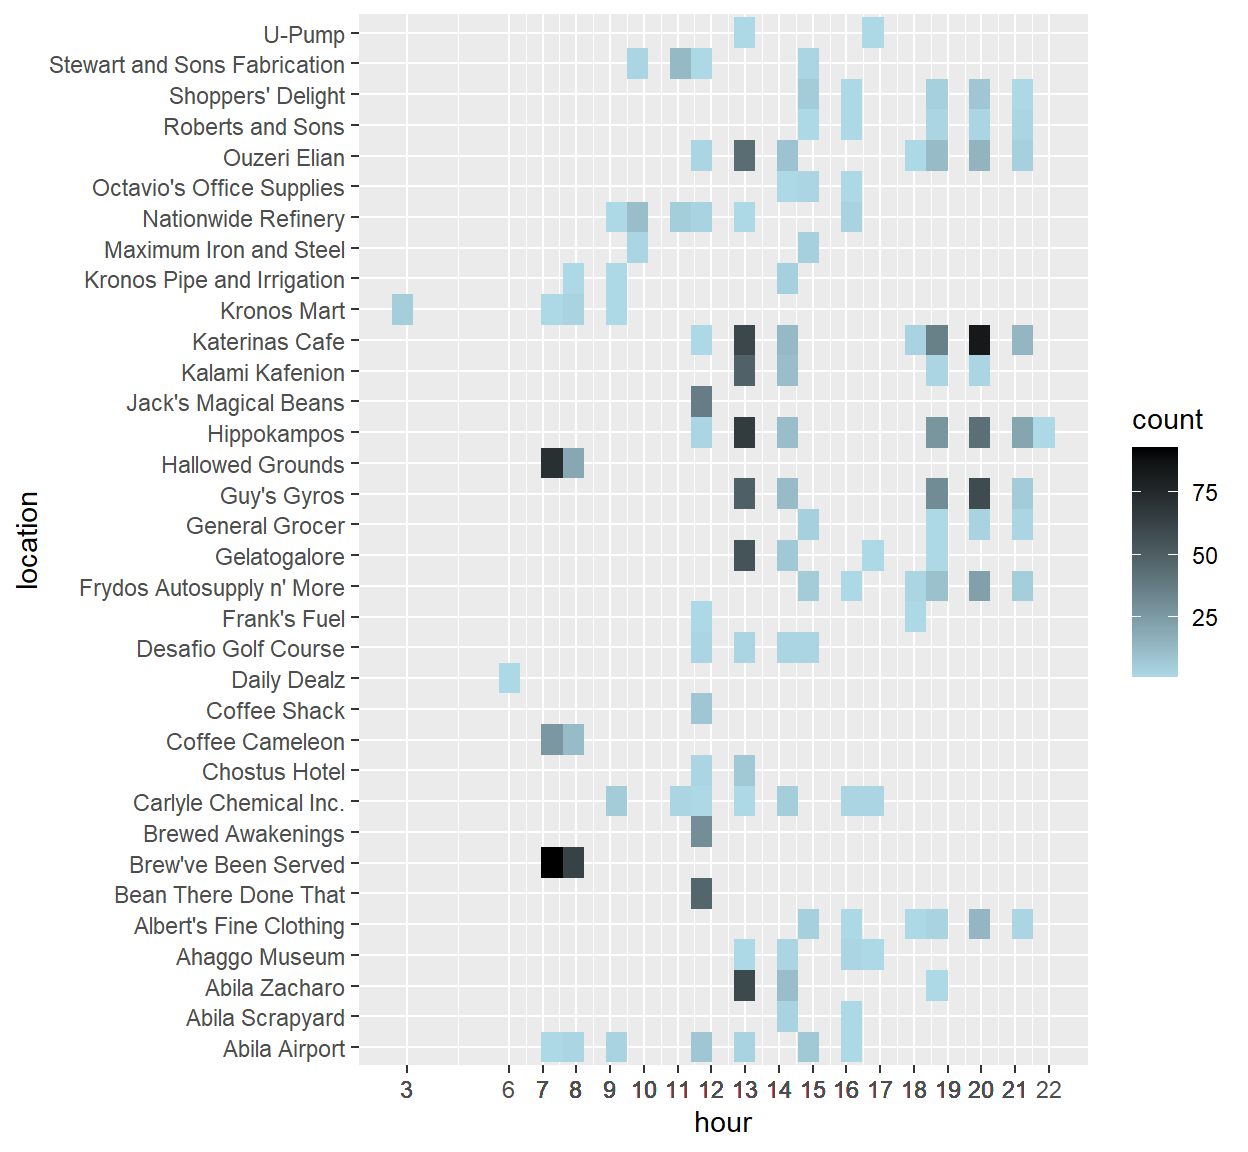 U-Pump
Stewart and Sons Fabrication
Shoppers' Delight
Roberts and Sons
Ouzeri Elian
Octavio's Office Supplies
Nationwide Refinery
Maximum Iron and Steel
Kronos Pipe and Irrigation
Kronos Mart
Katerinas Cafe
Kalami Kafenion
Jack's Magical Beans
Hippokampos
Hallowed Grounds
Guy's Gyros
General Grocer
Gelatogalore
Frydos Autosupply n' More
Frank's Fuel
Desafio Golf Course
Daily Dealz
Coffee Shack
Coffee Cameleon
Chostus Hotel
Carlyle Chemical Inc.
Brewed Awakenings
Brew've Been Served
Bean There Done That
Albert's Fine Clothing
Ahaggo Museum
Abila Zacharo
Abila Scrapyard
Abila Airport
location
3 6 7 8 9 10 11 12 13 14 15 16 17 18 19 20 21 22
hour
count
75
50
25